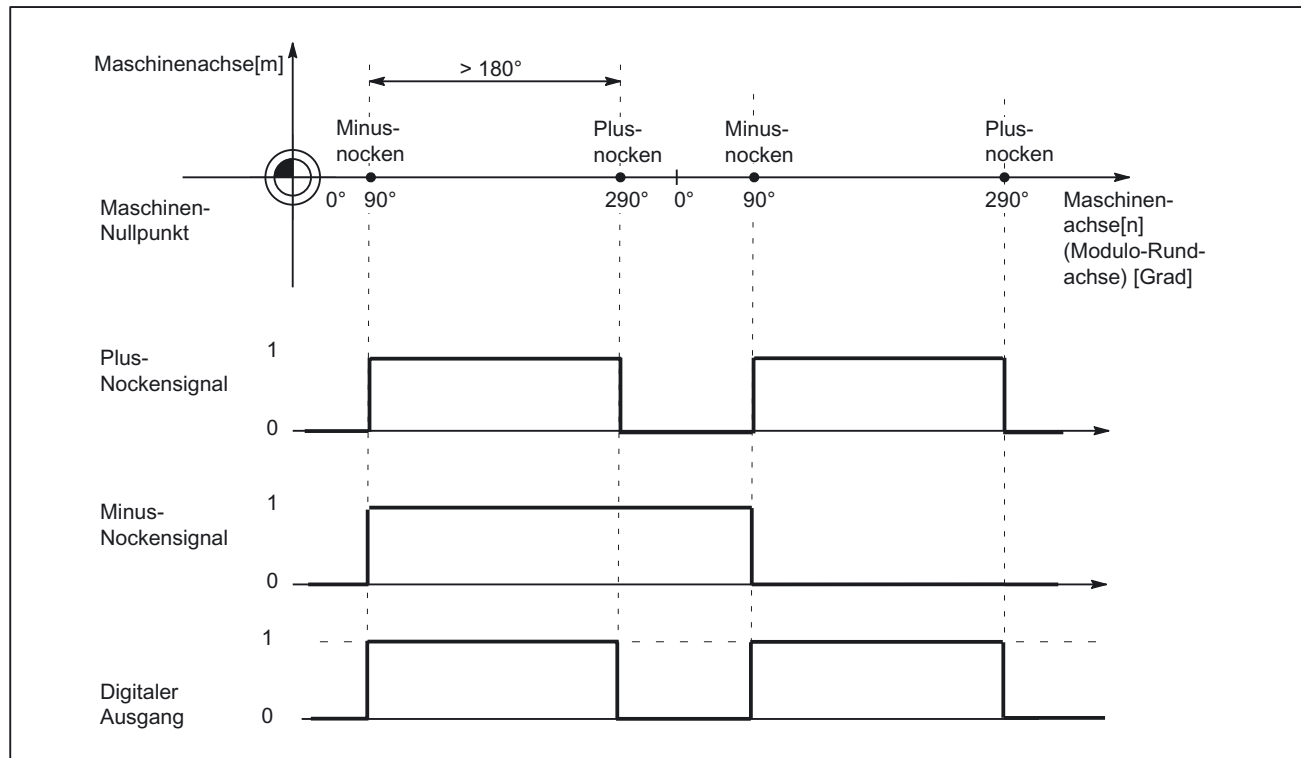 Maschinenachse[m]
> 180°
Minus-
nocken
Plus-
nocken
Minus-
nocken
Plus-
nocken
Maschinen-
Nullpunkt
0°
90°
290°
0°
90°
290°
Maschinen-
achse[n]
(Modulo-Rund-
achse) [Grad]
Plus-
Nockensignal
1
0
Minus-
Nockensignal
1
0
Digitaler
Ausgang
1
0